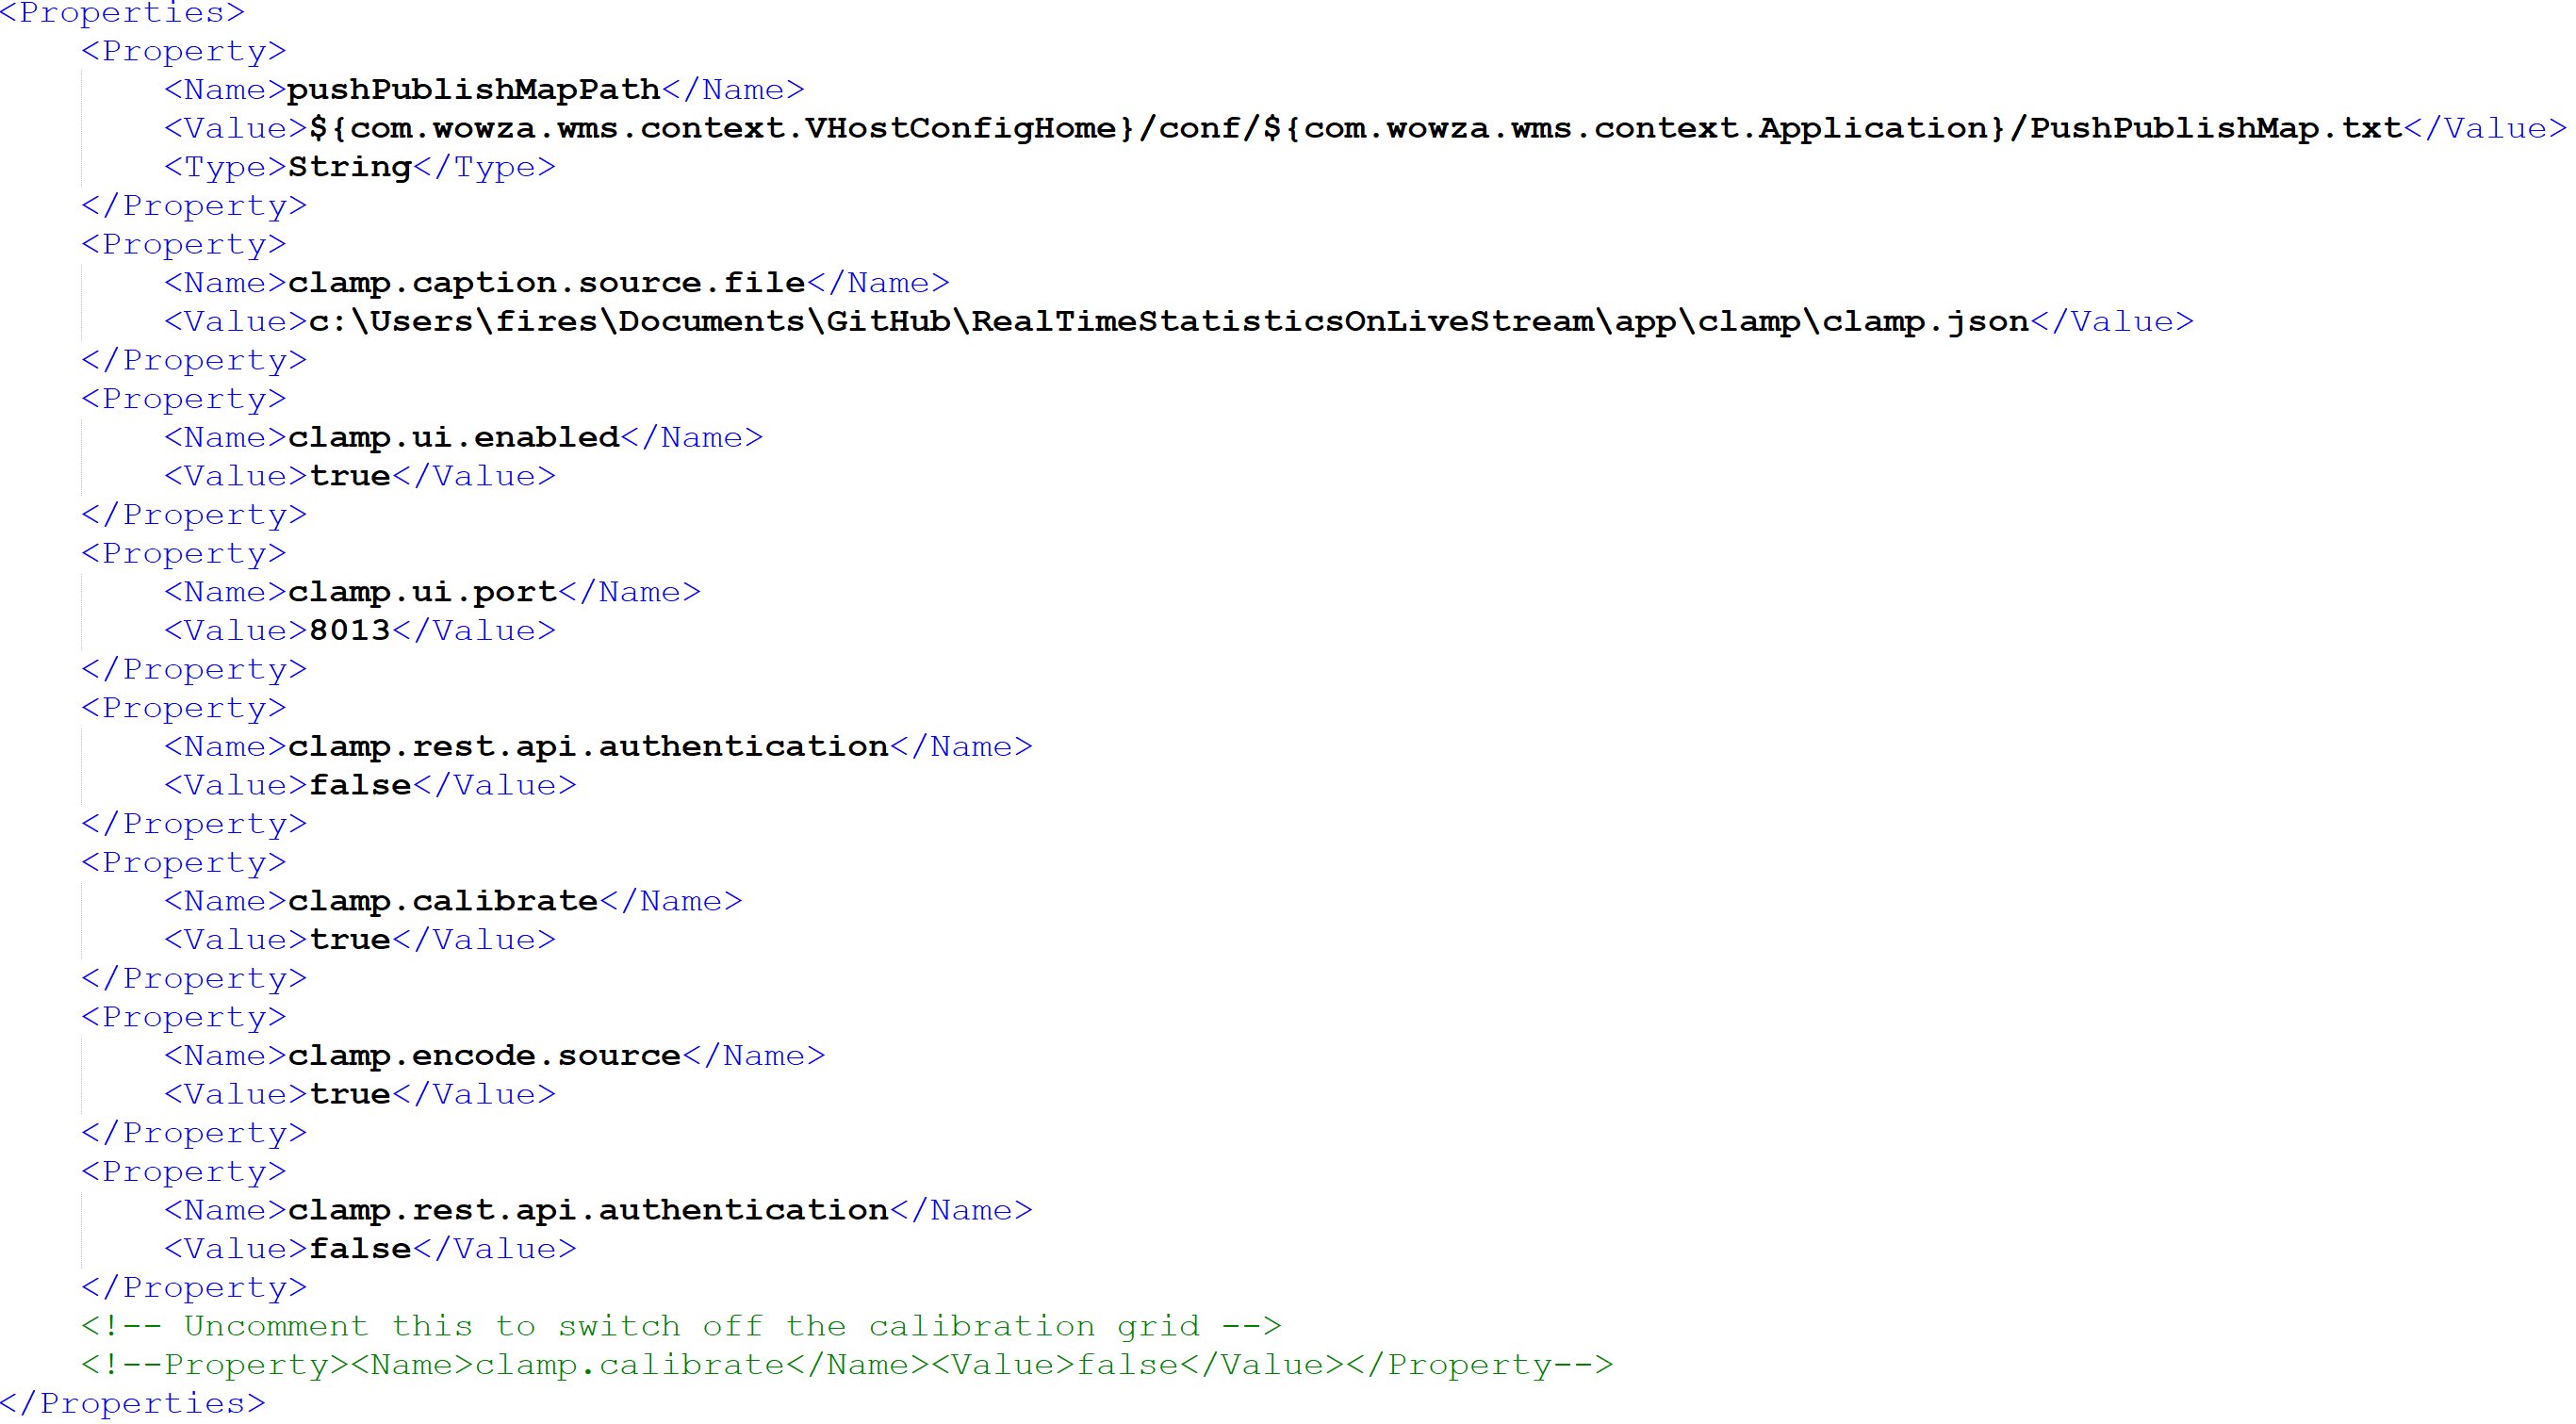 <Properties>
    <Property>
        <Name>pushPublishMapPath</Name>
        <Value>${com.wowza.wms.context.VHostConfigHome}/conf/${com.wowza.wms.context.Application}/PushPublishMap.txt</Value>
        <Type>String</Type>
    </Property>
    <Property>
        <Name>clamp.caption.source.file</Name>
        <Value>c:\Users\fires\Documents\GitHub\RealTimeStatisticsOnLiveStream\app\clamp\clamp.json</Value>
    </Property>
    <Property>
        <Name>clamp.ui.enabled</Name>
        <Value>true</Value>
    </Property>
    <Property>
        <Name>clamp.ui.port</Name>
        <Value>8013</Value>
    </Property>
    <Property>
        <Name>clamp.rest.api.authentication</Name>
        <Value>false</Value>
    </Property>
    <Property>
        <Name>clamp.calibrate</Name>
        <Value>true</Value>
    </Property>
    <Property>
        <Name>clamp.encode.source</Name>
        <Value>true</Value>
    </Property>
    <Property>
        <Name>clamp.rest.api.authentication</Name>
        <Value>false</Value>
    </Property>
    <!-- Uncomment this to switch off the calibration grid -->
    <!--Property><Name>clamp.calibrate</Name><Value>false</Value></Property-->
</Properties>